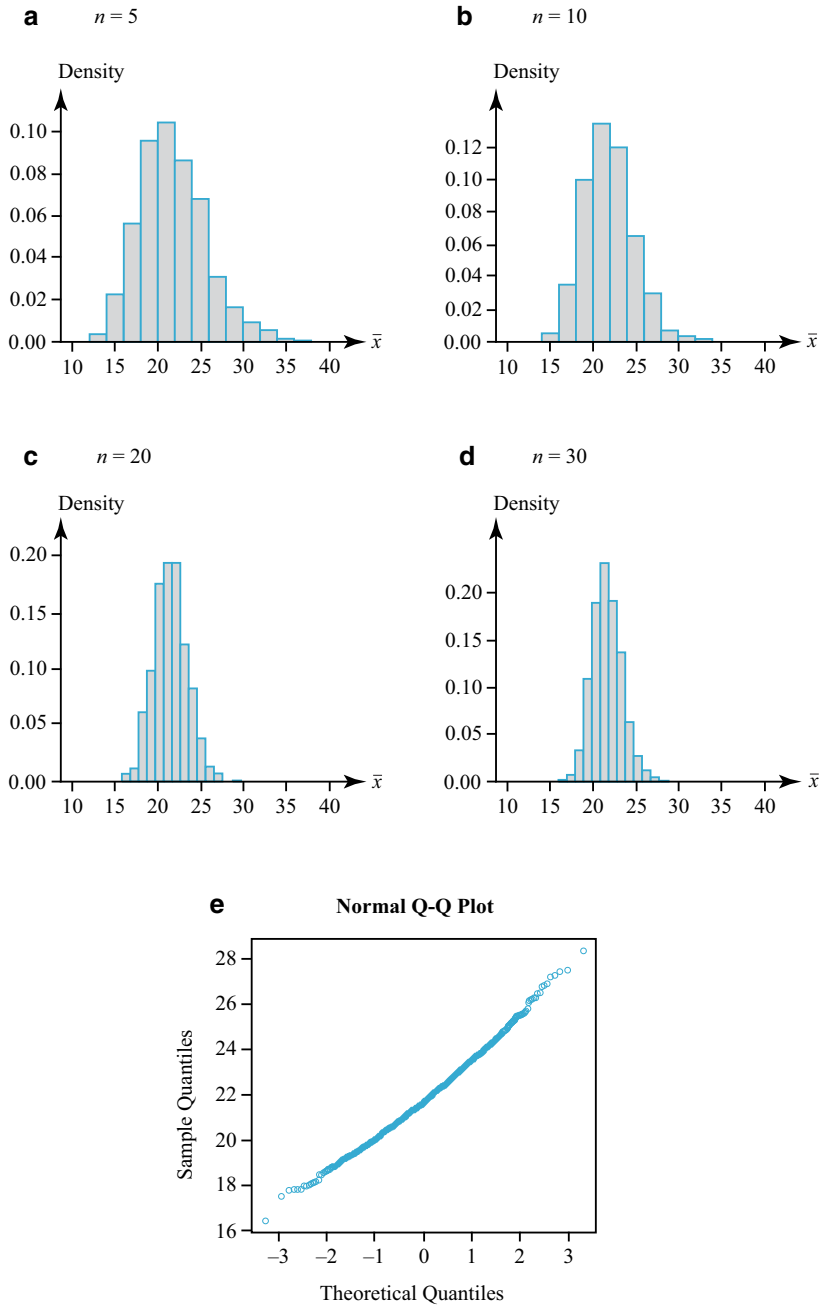 a n = 5
b n = 10
Density
0.10
0.08
0.06
0.04
0.02
0.00
10 15 20 25 30 35 40 x̄
Density
0.12
0.10
0.08
0.06
0.04
0.02
0.00
10 15 20 25 30 35 40 x̄
c n = 20
d n = 30
Density
0.20
0.15
0.10
0.05
0.00
10 15 20 25 30 35 40 x̄
Density
0.20
0.15
0.10
0.05
0.00
10 15 20 25 30 35 40 x̄
e Normal Q-Q Plot
Sample Quantiles
28
26
24
22
20
18
16
–3 –2 –1 0 1 2 3
Theoretical Quantiles